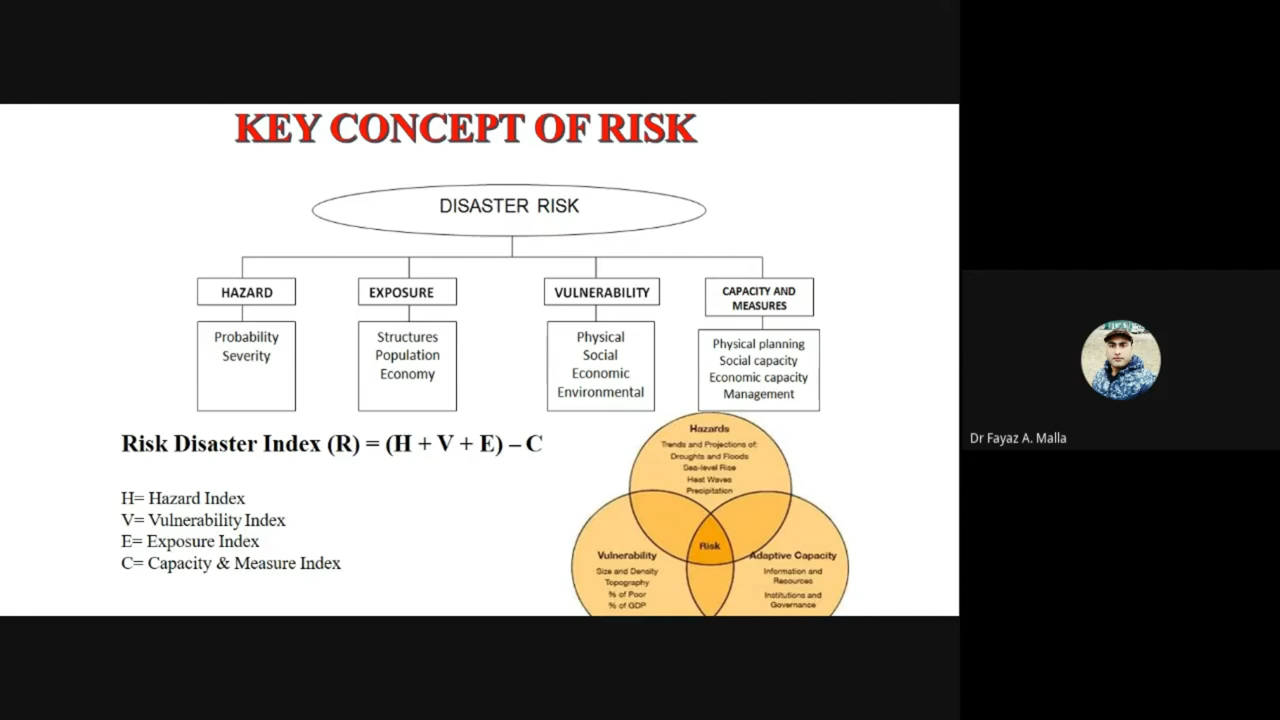 KEY CONCEPT OF RISK
DISASTER RISK
HAZARD
Probability
Severity
EXPOSURE
Structures
Population
Economy
VULNERABILITY
Physical
Social
Economic
Environmental
CAPACITY AND
MEASURES
Physical planning
Social capacity
Economic capacity
Management
Risk Disaster Index (R) = (H + V + E) – C
H= Hazard Index
V= Vulnerability Index
E= Exposure Index
C= Capacity & Measure Index
Hazards
Trends and Projections of:
Droughts and Floods
Sea-level Rise
Heat Waves
Precipitation
Risk
Vulnerability
Size and Density
Topography
% of Poor
% of GDP
Adaptive Capacity
Information and
Resources
Institutions and
Governance
Dr Fayaz A. Malla